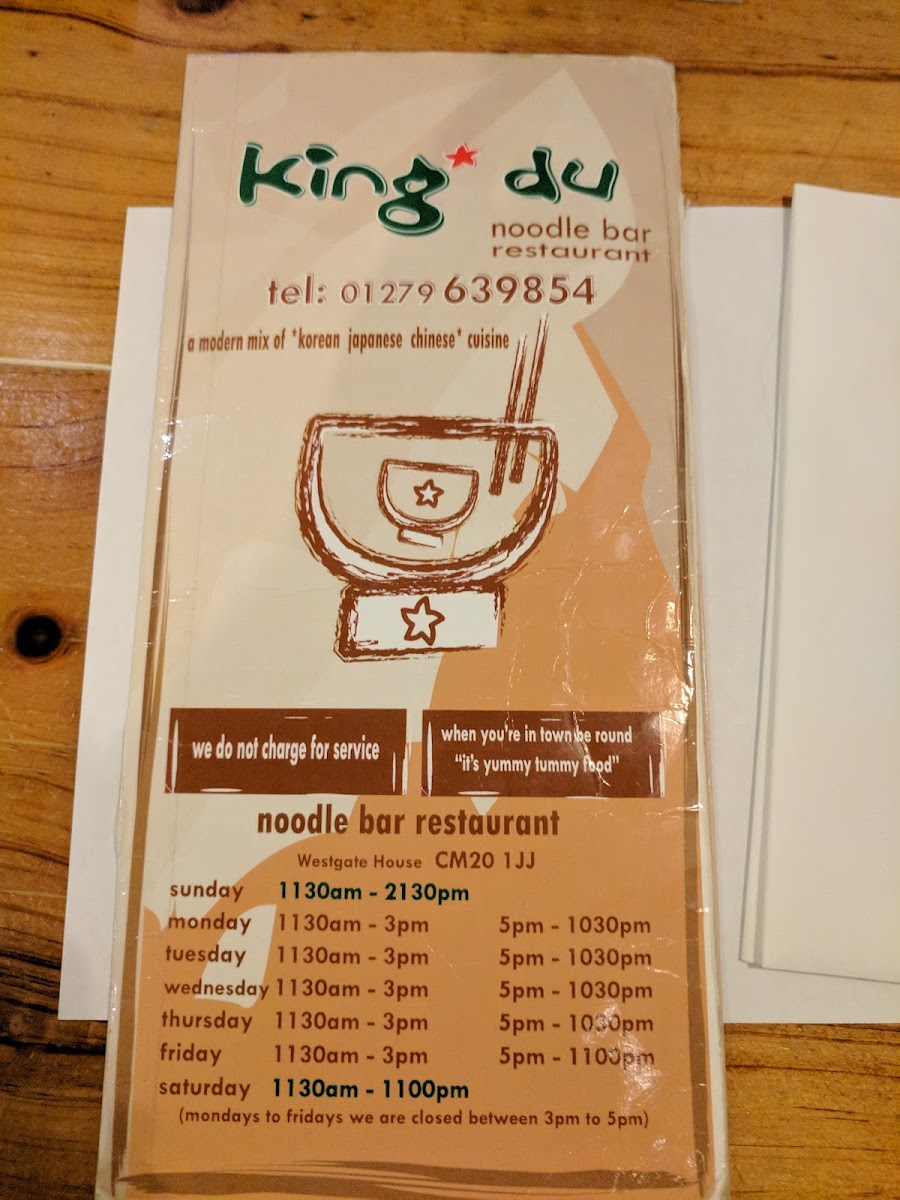 king* du
noodle bar
restaurant
tel: 01279 639854
a modern mix of *korean japanese chinese* cuisine
we do not charge for service
when you're in town be round
"it's yummy tummy food"
noodle bar restaurant
Westgate House CM20 1JJ
sunday 1130am - 2130pm
monday 1130am - 3pm 5pm - 1030pm
tuesday 1130am - 3pm 5pm - 1030pm
wednesday 1130am - 3pm 5pm - 1030pm
thursday 1130am - 3pm 5pm - 1030pm
friday 1130am - 3pm 5pm - 1100pm
saturday 1130am - 1100pm
(mondays to fridays we are closed between 3pm to 5pm)